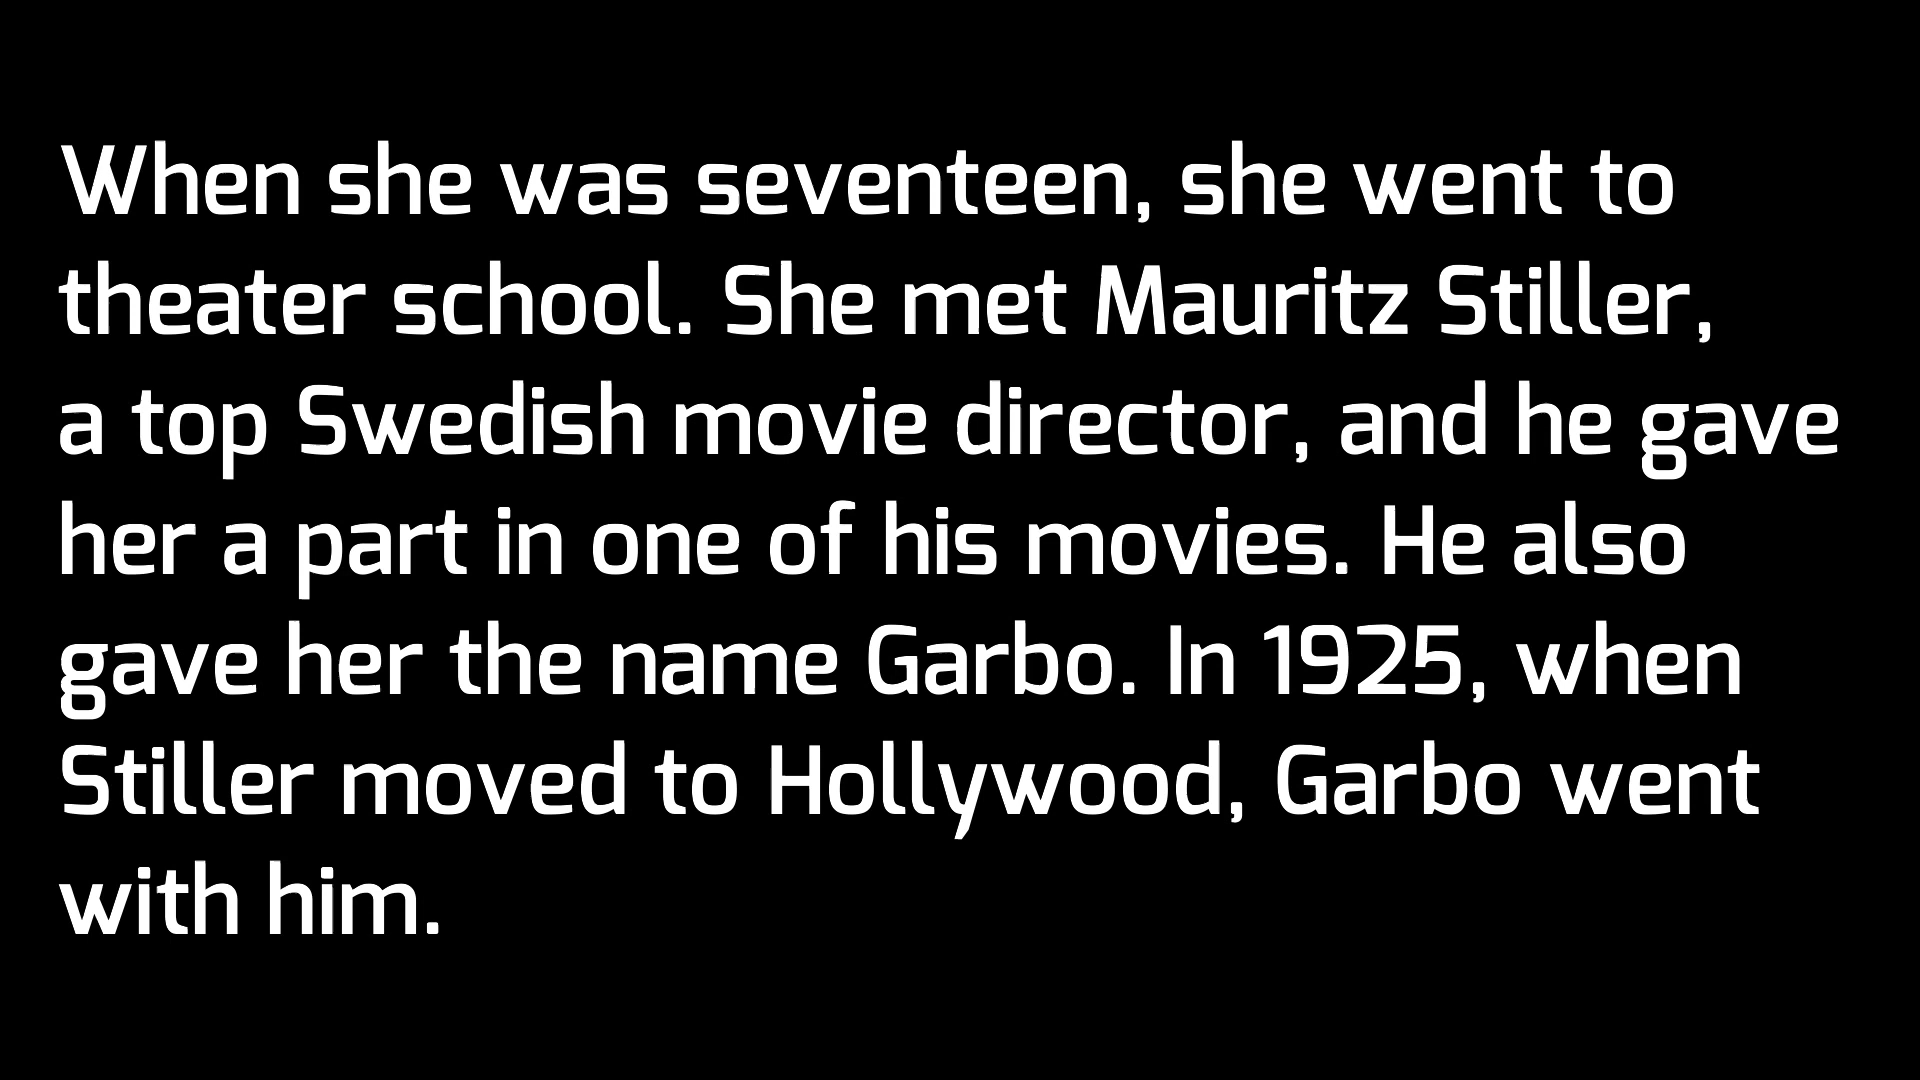 When she was seventeen, she went to
theater school. She met Mauritz Stiller,
a top Swedish movie director, and he gave
her a part in one of his movies. He also
gave her the name Garbo. In 1925, when
Stiller moved to Hollywood, Garbo went
with him.